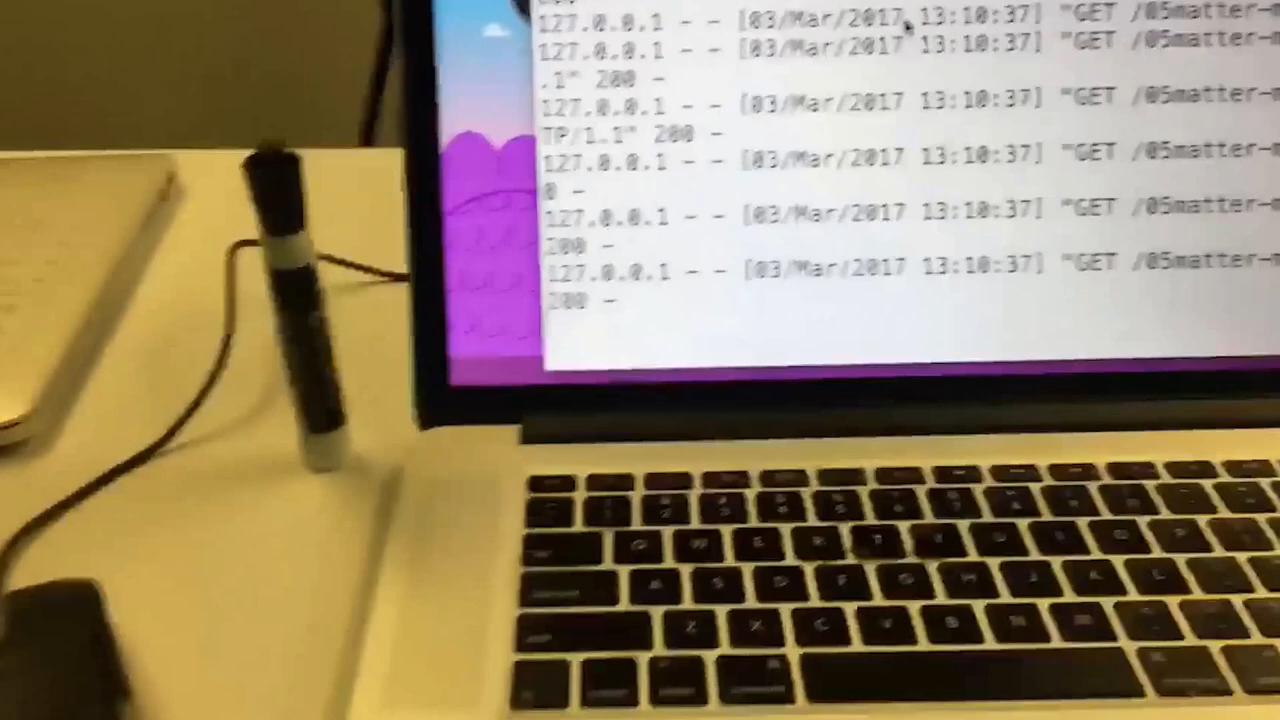 127.0.0.1 - - [03/Mar/2017 13:10:37] "GET /05matter-m
127.0.0.1 - - [03/Mar/2017 13:10:37] "GET /05matter-m
.1" 200 -
127.0.0.1 - - [03/Mar/2017 13:10:37] "GET /05matter-m
TP/1.1" 200 -
127.0.0.1 - - [03/Mar/2017 13:10:37] "GET /05matter-m
0 -
127.0.0.1 - - [03/Mar/2017 13:10:37] "GET /05matter-m
200 -
127.0.0.1 - - [03/Mar/2017 13:10:37] "GET /05matter-m
200 -
Q W E R T Y U I O P
A S D F G H J K L
Z X C V B N M